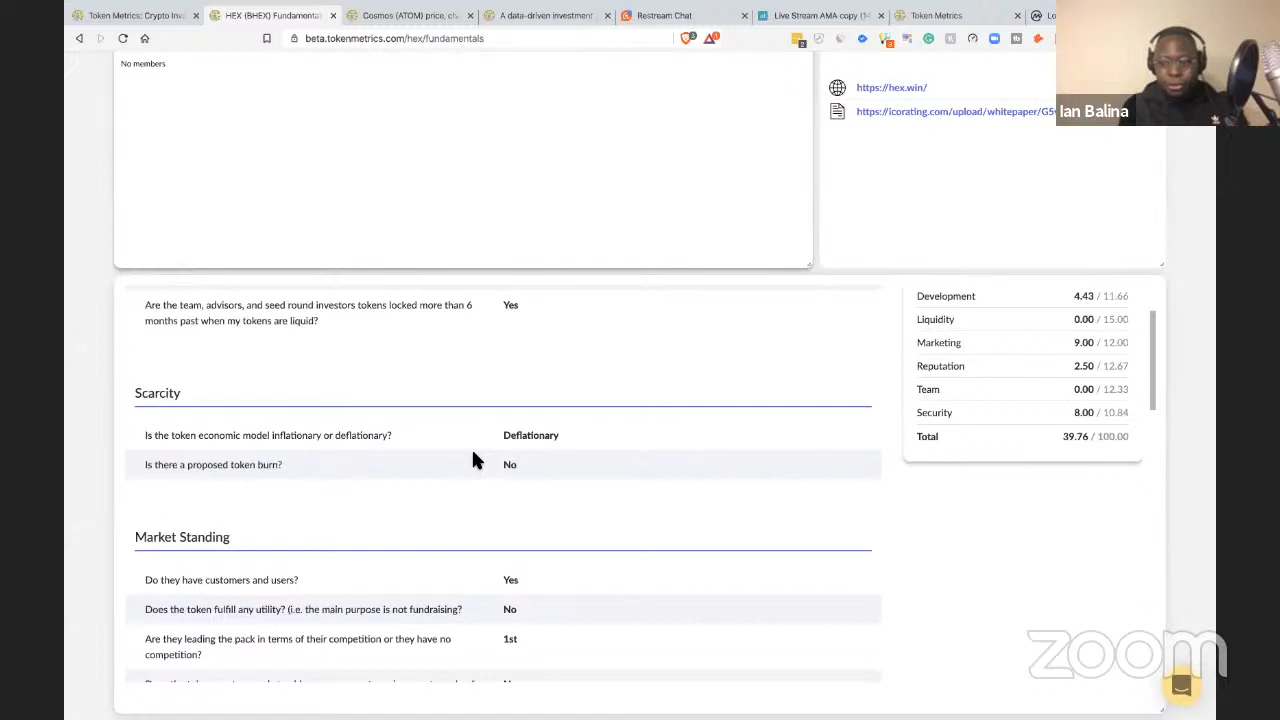 Token Metrics: Crypto Inv
HEX (BHEX) Fundamental
Cosmos (ATOM) price, ch
A data-driven investment
Restream Chat
Live Stream AMA copy (1
Token Metrics
Lo
beta.tokenmetrics.com/hex/fundamentals
No members
https://hex.win/
https://icorating.com/upload/whitepaper/G5
Ian Balina
Are the team, advisors, and seed round investors tokens locked more than 6
months past when my tokens are liquid?
Yes
Scarcity
Is the token economic model inflationary or deflationary?
Deflationary
Is there a proposed token burn?
No
Market Standing
Do they have customers and users?
Yes
Does the token fulfill any utility? (i.e. the main purpose is not fundraising?
No
Are they leading the pack in terms of their competition or they have no
competition?
1st
Development 4.43 / 11.66
Liquidity 0.00 / 15.00
Marketing 9.00 / 12.00
Reputation 2.50 / 12.67
Team 0.00 / 12.33
Security 8.00 / 10.84
Total 39.76 / 100.00
zoom